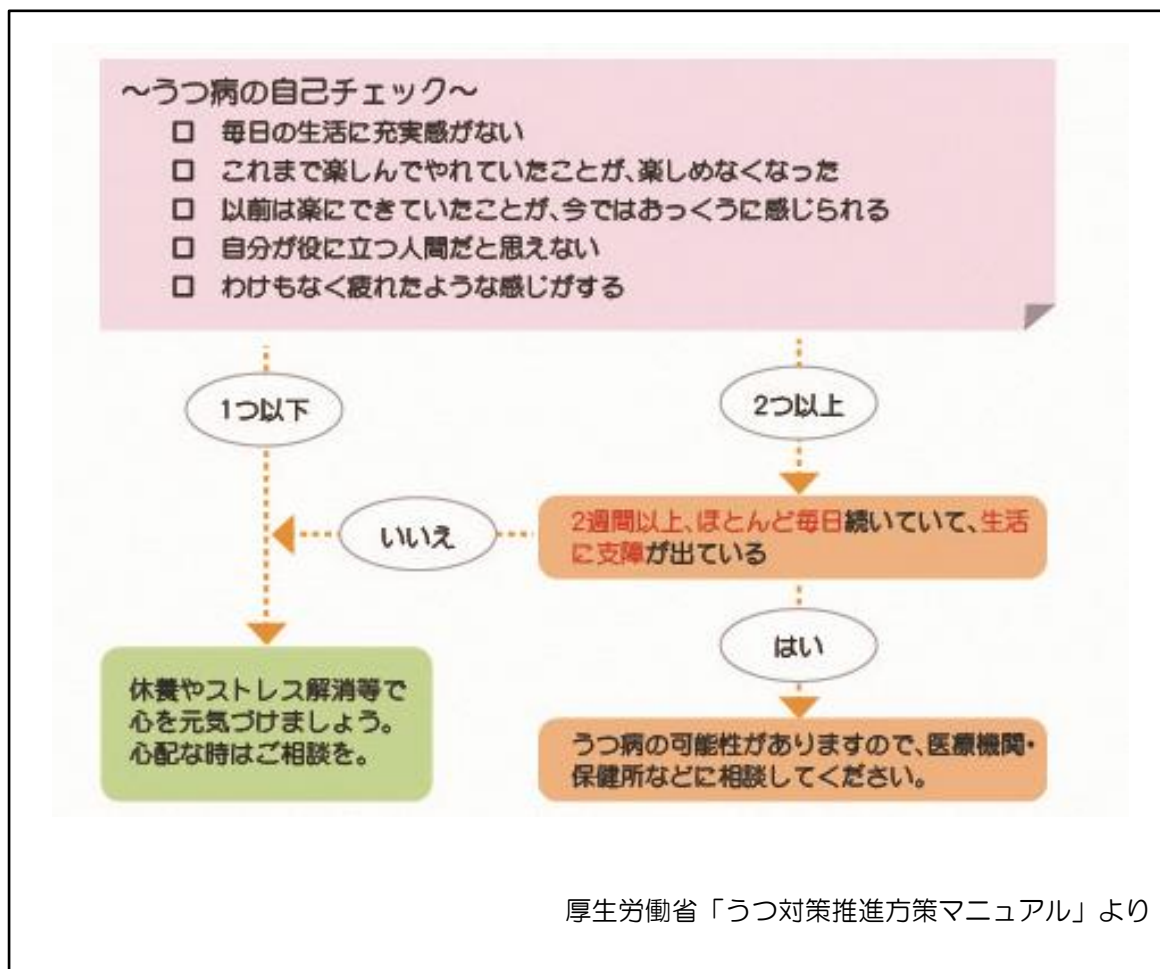 ～うつ病の自己チェック～
□ 毎日の生活に充実感がない
□ これまで楽しんでやれていたことが、楽しめなくなった
□ 以前は楽にできていたことが、今ではおっくうに感じられる
□ 自分が役に立つ人間だと思えない
□ わけもなく疲れたような感じがする
1つ以下
2つ以上
2週間以上、ほとんど毎日続いていて、生活
に支障が出ている
いいえ
はい
休養やストレス解消等で
心を元気づけましょう。
心配な時はご相談を。
うつ病の可能性がありますので、医療機関・
保健所などに相談してください。
厚生労働省「うつ対策推進方策マニュアル」より